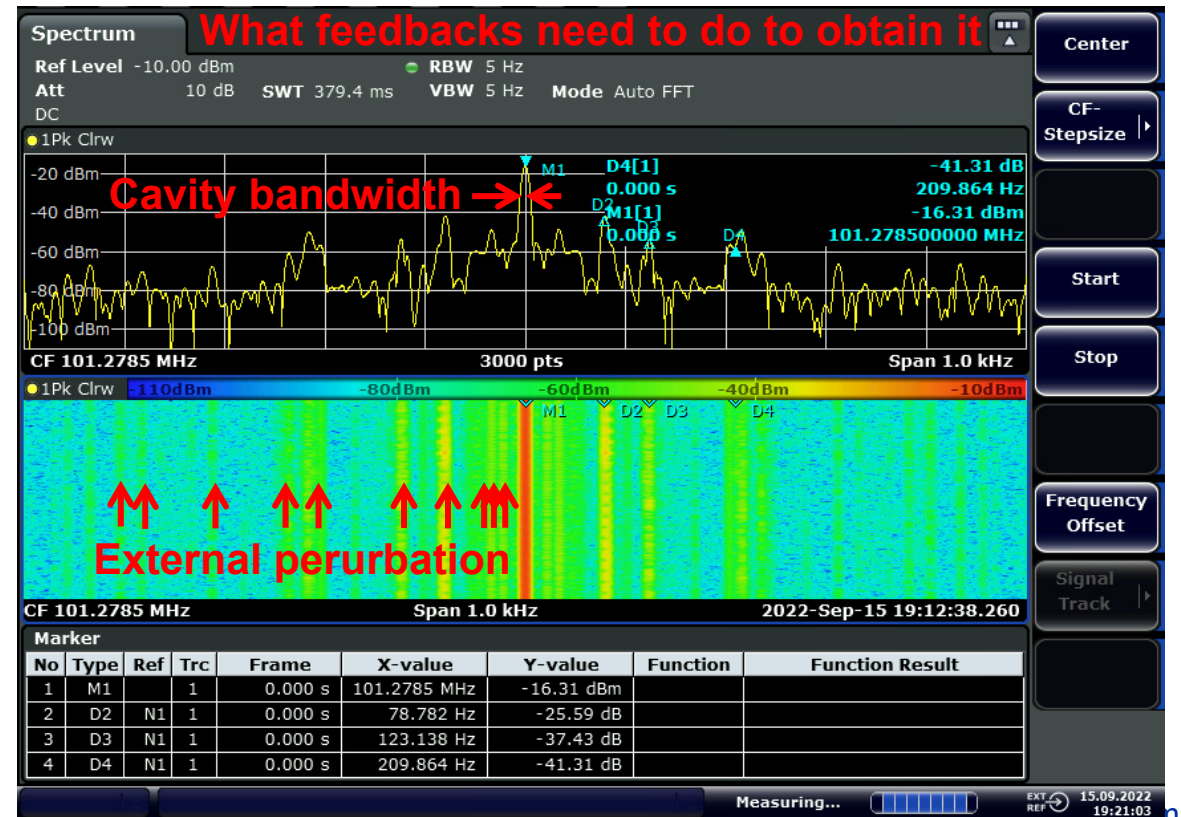 Spectrum
What feedbacks need to do to obtain it
Ref Level -10.00 dBm RBW 5 Hz
Att 10 dB SWT 379.4 ms VBW 5 Hz Mode Auto FFT
DC
1Pk Clrw
M1 D4[1] -41.31 dB
-20 dBm
0.000 s 209.864 Hz
Cavity bandwidth
D2 M1[1] -16.31 dBm
-40 dBm
D3 D4
0.000 s 101.278500000 MHz
-60 dBm
-80 dBm
-100 dBm
CF 101.2785 MHz 3000 pts Span 1.0 kHz
1Pk Clrw -110dBm -80dBm -60dBm -40dBm -10dBm
M1 D2 D3 D4
External perurbation
CF 101.2785 MHz Span 1.0 kHz 2022-Sep-15 19:12:38.260
Marker
No Type Ref Trc Frame X-value Y-value Function Function Result
1 M1 1 0.000 s 101.2785 MHz -16.31 dBm
2 D2 N1 1 0.000 s 78.782 Hz -25.59 dB
3 D3 N1 1 0.000 s 123.138 Hz -37.43 dB
4 D4 N1 1 0.000 s 209.864 Hz -41.31 dB
Measuring... EXT REF 15.09.2022
19:21:03
Center
CF-
Stepsize
Start
Stop
Frequency
Offset
Signal
Track